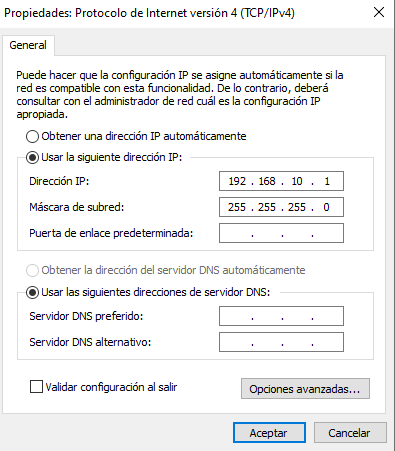 Propiedades: Protocolo de Internet versión 4 (TCP/IPv4)
General
Puede hacer que la configuración IP se asigne automáticamente si la
red es compatible con esta funcionalidad. De lo contrario, deberá
consultar con el administrador de red cuál es la configuración IP
apropiada.
Obtener una dirección IP automáticamente
Usar la siguiente dirección IP:
Dirección IP: 192 . 168 . 10 . 1
Máscara de subred: 255 . 255 . 255 . 0
Puerta de enlace predeterminada: . . .
Obtener la dirección del servidor DNS automáticamente
Usar las siguientes direcciones de servidor DNS:
Servidor DNS preferido: . . .
Servidor DNS alternativo: . . .
Validar configuración al salir
Opciones avanzadas...
Aceptar Cancelar